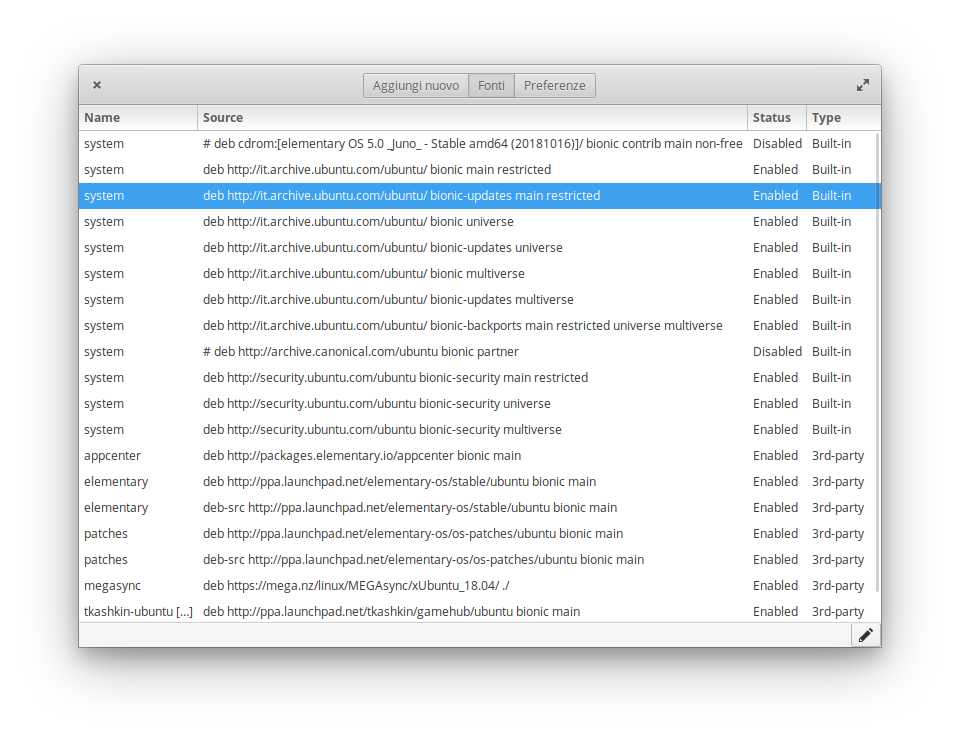 Aggiungi nuovo Fonti Preferenze
Name Source Status Type
system # deb cdrom:[elementary OS 5.0 _Juno_ - Stable amd64 (20181016)]/ bionic contrib main non-free Disabled Built-in
system deb http://it.archive.ubuntu.com/ubuntu/ bionic main restricted Enabled Built-in
system deb http://it.archive.ubuntu.com/ubuntu/ bionic-updates main restricted Enabled Built-in
system deb http://it.archive.ubuntu.com/ubuntu/ bionic universe Enabled Built-in
system deb http://it.archive.ubuntu.com/ubuntu/ bionic-updates universe Enabled Built-in
system deb http://it.archive.ubuntu.com/ubuntu/ bionic multiverse Enabled Built-in
system deb http://it.archive.ubuntu.com/ubuntu/ bionic-updates multiverse Enabled Built-in
system deb http://it.archive.ubuntu.com/ubuntu/ bionic-backports main restricted universe multiverse Enabled Built-in
system # deb http://archive.canonical.com/ubuntu bionic partner Disabled Built-in
system deb http://security.ubuntu.com/ubuntu bionic-security main restricted Enabled Built-in
system deb http://security.ubuntu.com/ubuntu bionic-security universe Enabled Built-in
system deb http://security.ubuntu.com/ubuntu bionic-security multiverse Enabled Built-in
appcenter deb http://packages.elementary.io/appcenter bionic main Enabled 3rd-party
elementary deb http://ppa.launchpad.net/elementary-os/stable/ubuntu bionic main Enabled 3rd-party
elementary deb-src http://ppa.launchpad.net/elementary-os/stable/ubuntu bionic main Enabled 3rd-party
patches deb http://ppa.launchpad.net/elementary-os/os-patches/ubuntu bionic main Enabled 3rd-party
patches deb-src http://ppa.launchpad.net/elementary-os/os-patches/ubuntu bionic main Enabled 3rd-party
megasync deb https://mega.nz/linux/MEGAsync/xUbuntu_18.04/ ./ Enabled 3rd-party
tkashkin-ubuntu [...] deb http://ppa.launchpad.net/tkashkin/gamehub/ubuntu bionic main Enabled 3rd-party